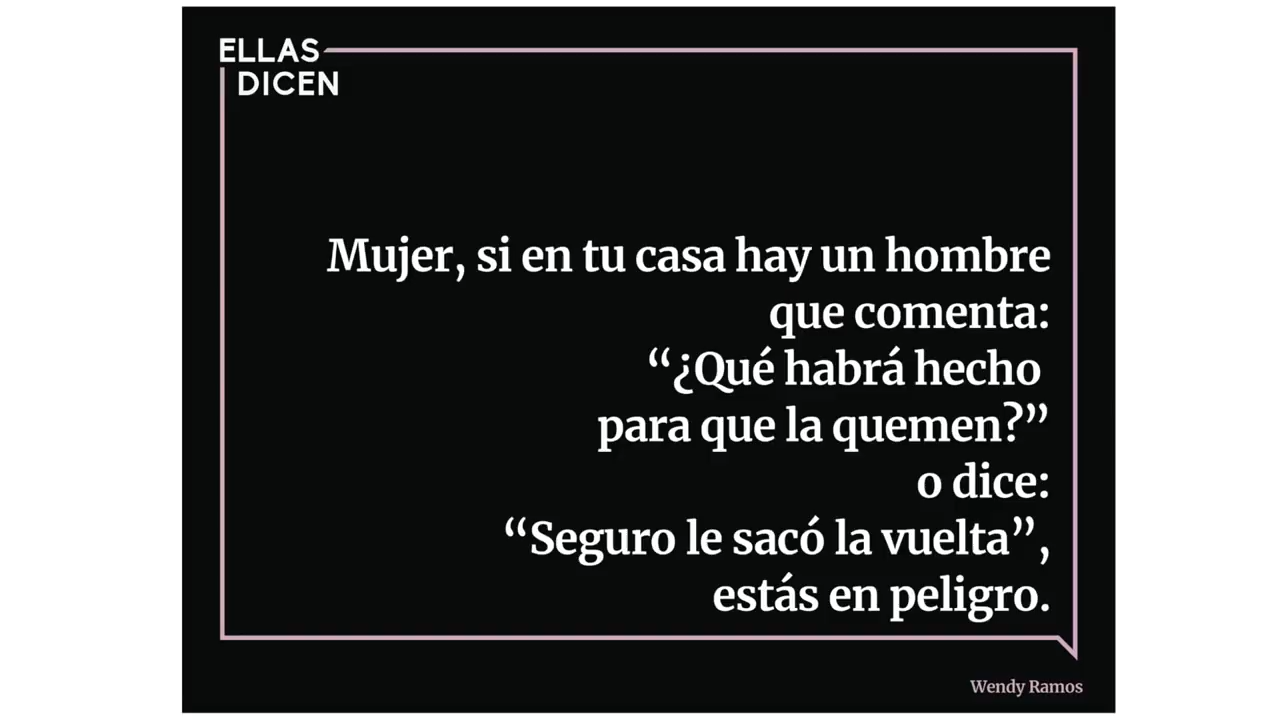 ELLAS
DICEN
Mujer, si en tu casa hay un hombre
que comenta:
“¿Qué habrá hecho
para que la quemen?”
o dice:
“Seguro le sacó la vuelta”,
estás en peligro.
Wendy Ramos